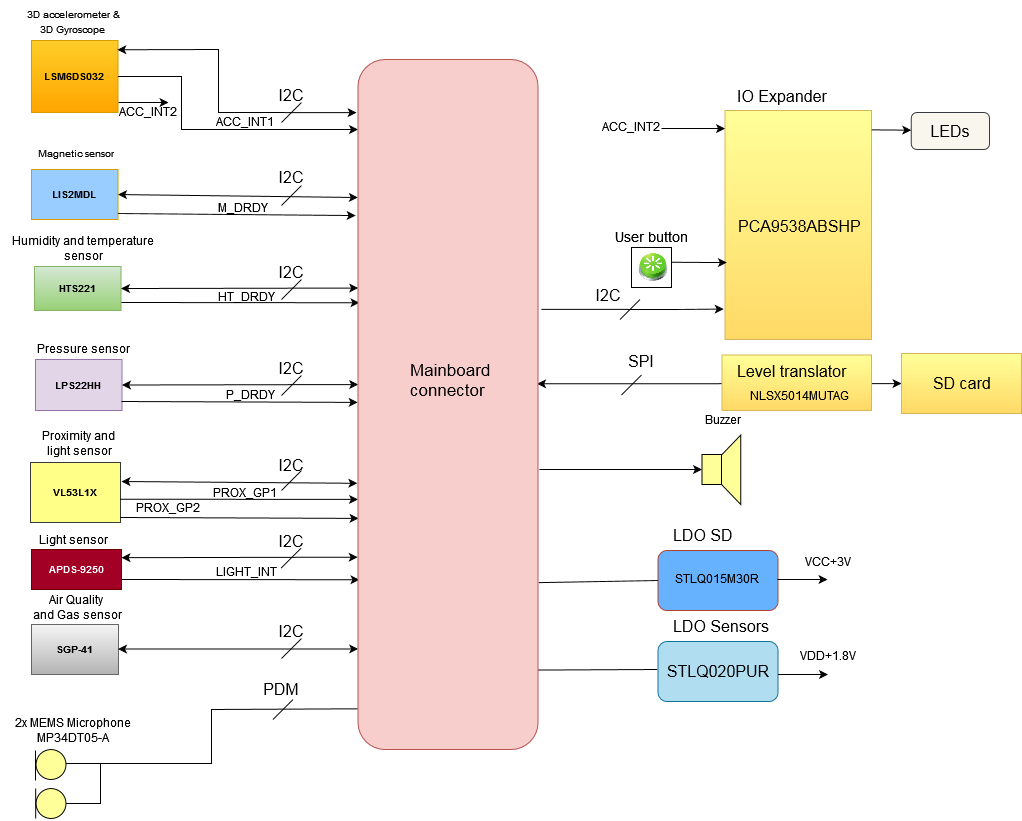 3D accelerometer &
3D Gyroscope
LSM6DS032
I2C
ACC_INT2
ACC_INT1
Magnetic sensor
LIS2MDL
I2C
M_DRDY
Humidity and temperature
sensor
HTS221
I2C
HT_DRDY
Pressure sensor
LPS22HH
I2C
P_DRDY
Proximity and
light sensor
VL53L1X
I2C
PROX_GP1
PROX_GP2
Light sensor
APDS-9250
I2C
LIGHT_INT
Air Quality
and Gas sensor
SGP-41
I2C
PDM
2x MEMS Microphone
MP34DT05-A
Mainboard
connector
IO Expander
ACC_INT2
PCA9538ABSHP
LEDs
User button
I2C
SPI
Level translator
NLSX5014MUTAG
SD card
Buzzer
LDO SD
STLQ015M30R
VCC+3V
LDO Sensors
STLQ020PUR
VDD+1.8V